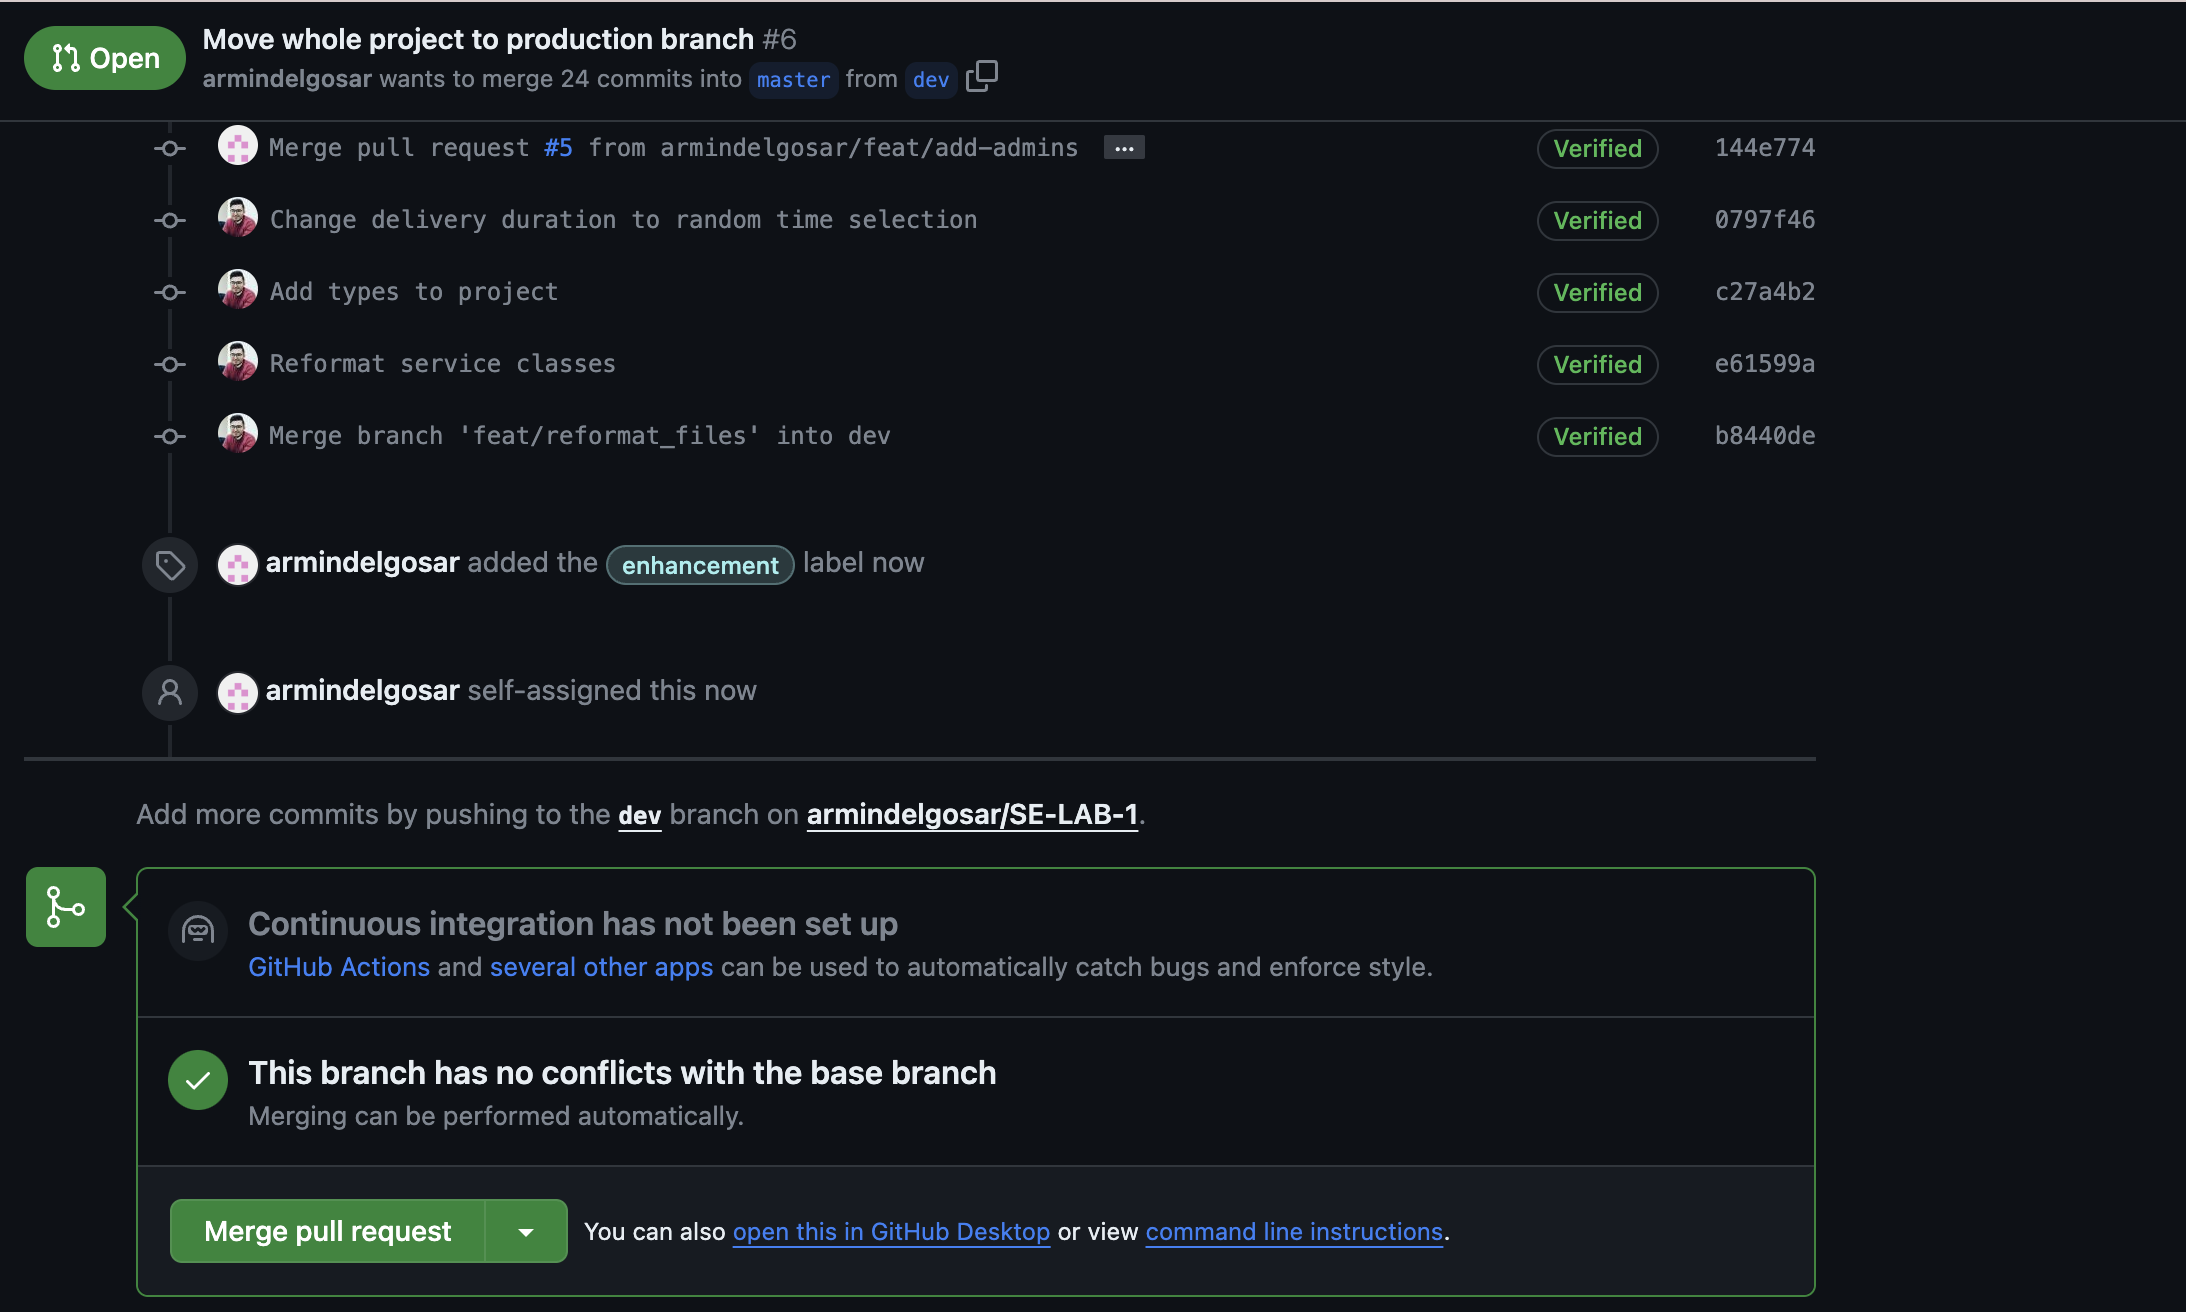 Open
Move whole project to production branch #6
armindelgosar wants to merge 24 commits into master from dev
Merge pull request #5 from armindelgosar/feat/add-admins … Verified 144e774
Change delivery duration to random time selection Verified 0797f46
Add types to project Verified c27a4b2
Reformat service classes Verified e61599a
Merge branch 'feat/reformat_files' into dev Verified b8440de
armindelgosar added the enhancement label now
armindelgosar self-assigned this now
Add more commits by pushing to the dev branch on armindelgosar/SE-LAB-1.
Continuous integration has not been set up
GitHub Actions and several other apps can be used to automatically catch bugs and enforce style.
This branch has no conflicts with the base branch
Merging can be performed automatically.
Merge pull request You can also open this in GitHub Desktop or view command line instructions.